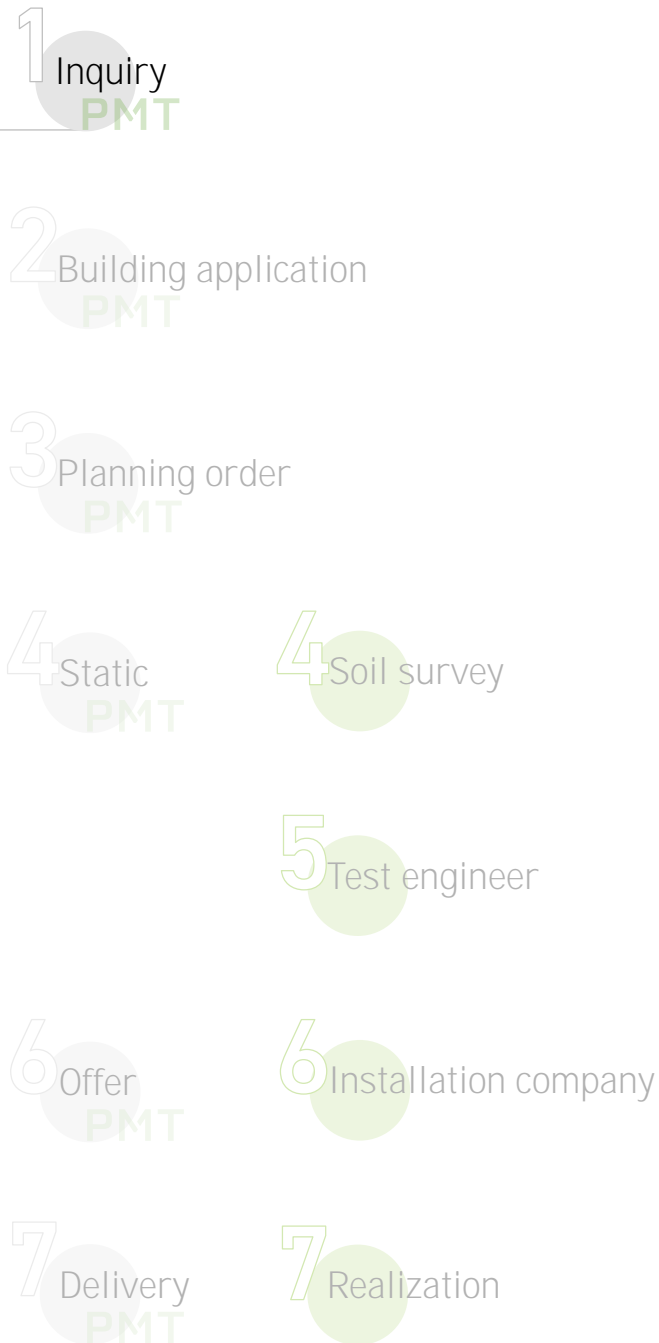 1 Inquiry
PMT
2 Building application
PMT
3 Planning order
PMT
4 Static
PMT
4 Soil survey
5 Test engineer
6 Offer
PMT
6 Installation company
7 Delivery
PMT
7 Realization